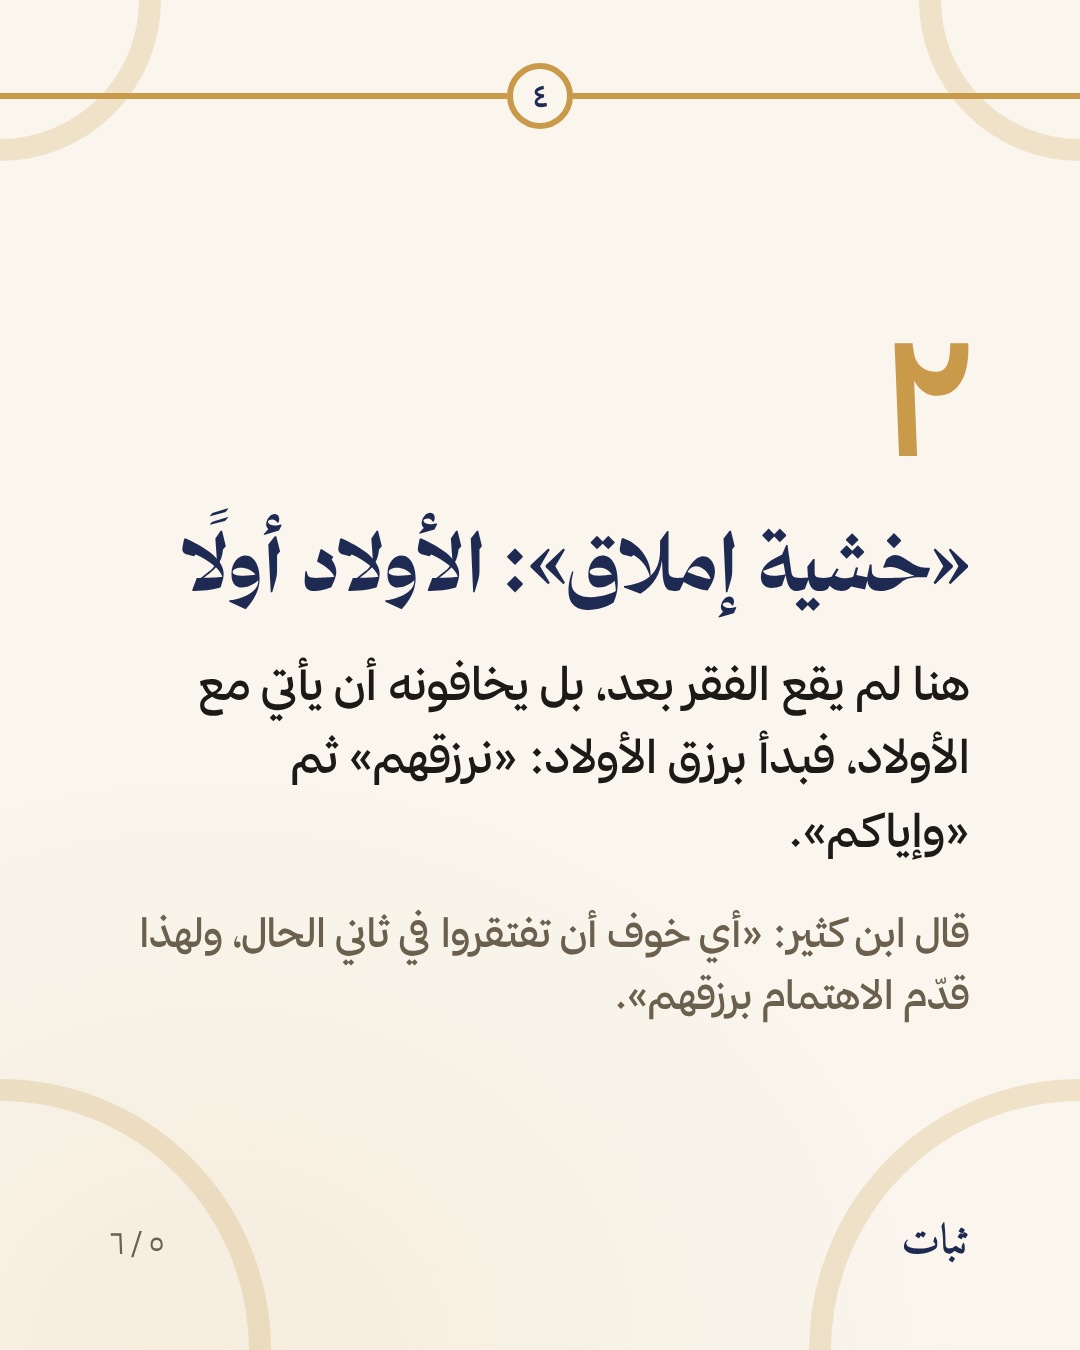 ٤
٢
«خشية إملاق»: الأولاد أولًا
هنا لم يقع الفقر بعد، بل يخافونه أن يأتي مع
الأولاد، فبدأ برزق الأولاد: «نرزقهم» ثم
«وإياكم».
قال ابن كثير: «أي خوف أن تفتقروا في ثاني الحال، ولهذا
قدّم الاهتمام برزقهم».
ثبات
٥ / ٦